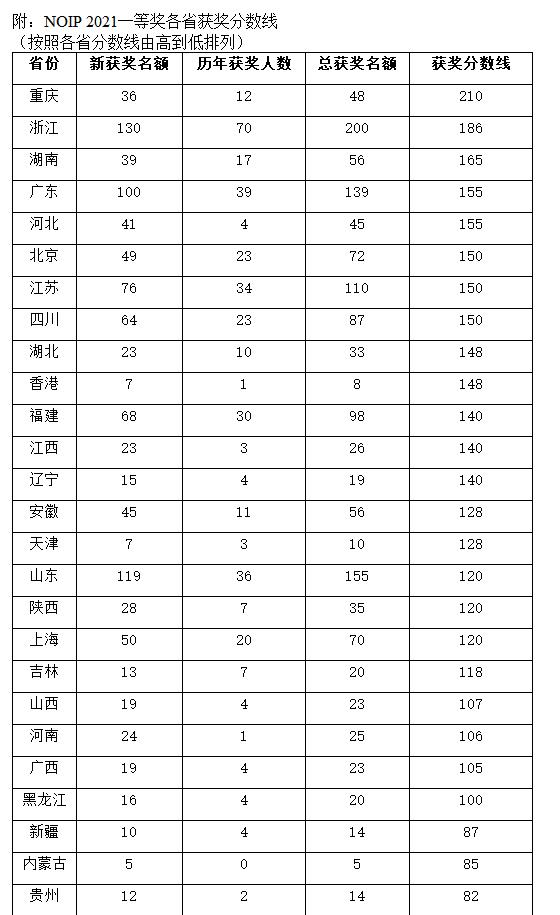 附：NOIP 2021一等奖各省获奖分数线
（按照各省分数线由高到低排列）
省份 新获奖名额 历年获奖人数 总获奖名额 获奖分数线
重庆 36 12 48 210
浙江 130 70 200 186
湖南 39 17 56 165
广东 100 39 139 155
河北 41 4 45 155
北京 49 23 72 150
江苏 76 34 110 150
四川 64 23 87 150
湖北 23 10 33 148
香港 7 1 8 148
福建 68 30 98 140
江西 23 3 26 140
辽宁 15 4 19 140
安徽 45 11 56 128
天津 7 3 10 128
山东 119 36 155 120
陕西 28 7 35 120
上海 50 20 70 120
吉林 13 7 20 118
山西 19 4 23 107
河南 24 1 25 106
广西 19 4 23 105
黑龙江 16 4 20 100
新疆 10 4 14 87
内蒙古 5 0 5 85
贵州 12 2 14 82